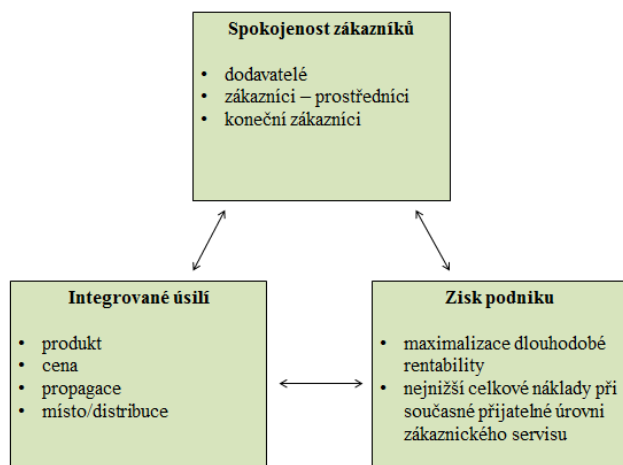 Spokojenost zákazníků
• dodavatelé
• zákazníci – prostředníci
• koneční zákazníci
Integrované úsilí
• produkt
• cena
• propagace
• místo/distribuce
Zisk podniku
• maximalizace dlouhodobé
rentability
• nejnižší celkové náklady při
současné přijatelné úrovni
zákaznického servisu